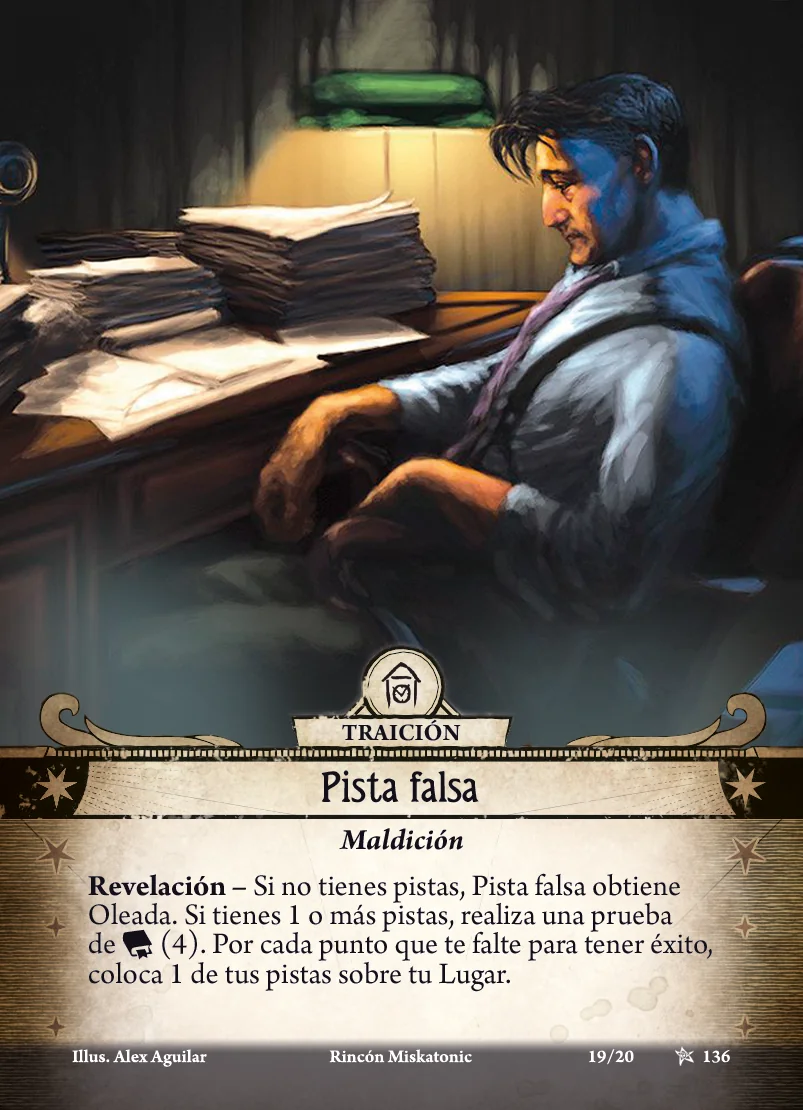 TRAICIÓN
Pista falsa
Maldición
Revelación – Si no tienes pistas, Pista falsa obtiene
Oleada. Si tienes 1 o más pistas, realiza una prueba
de (4). Por cada punto que te falte para tener éxito,
coloca 1 de tus pistas sobre tu Lugar.
Illus. Alex Aguilar Rincón Miskatonic 19/20 136